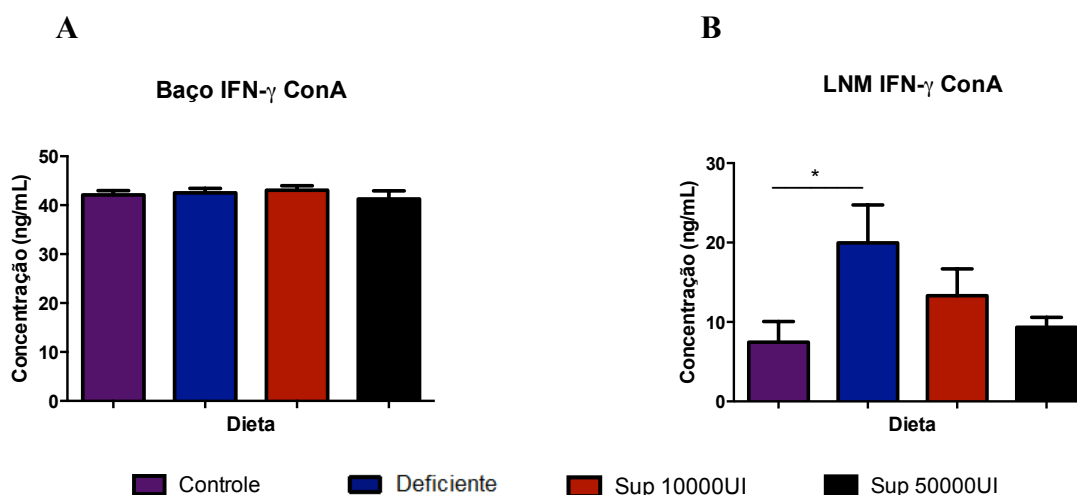 A
Baço IFN-γ ConA
Concentração (ng/mL)
50
40
30
20
10
0
Dieta
B
LNM IFN-γ ConA
Concentração (ng/mL)
30
20
10
0
*
Dieta
Controle
Deficiente
Sup 10000UI
Sup 50000UI